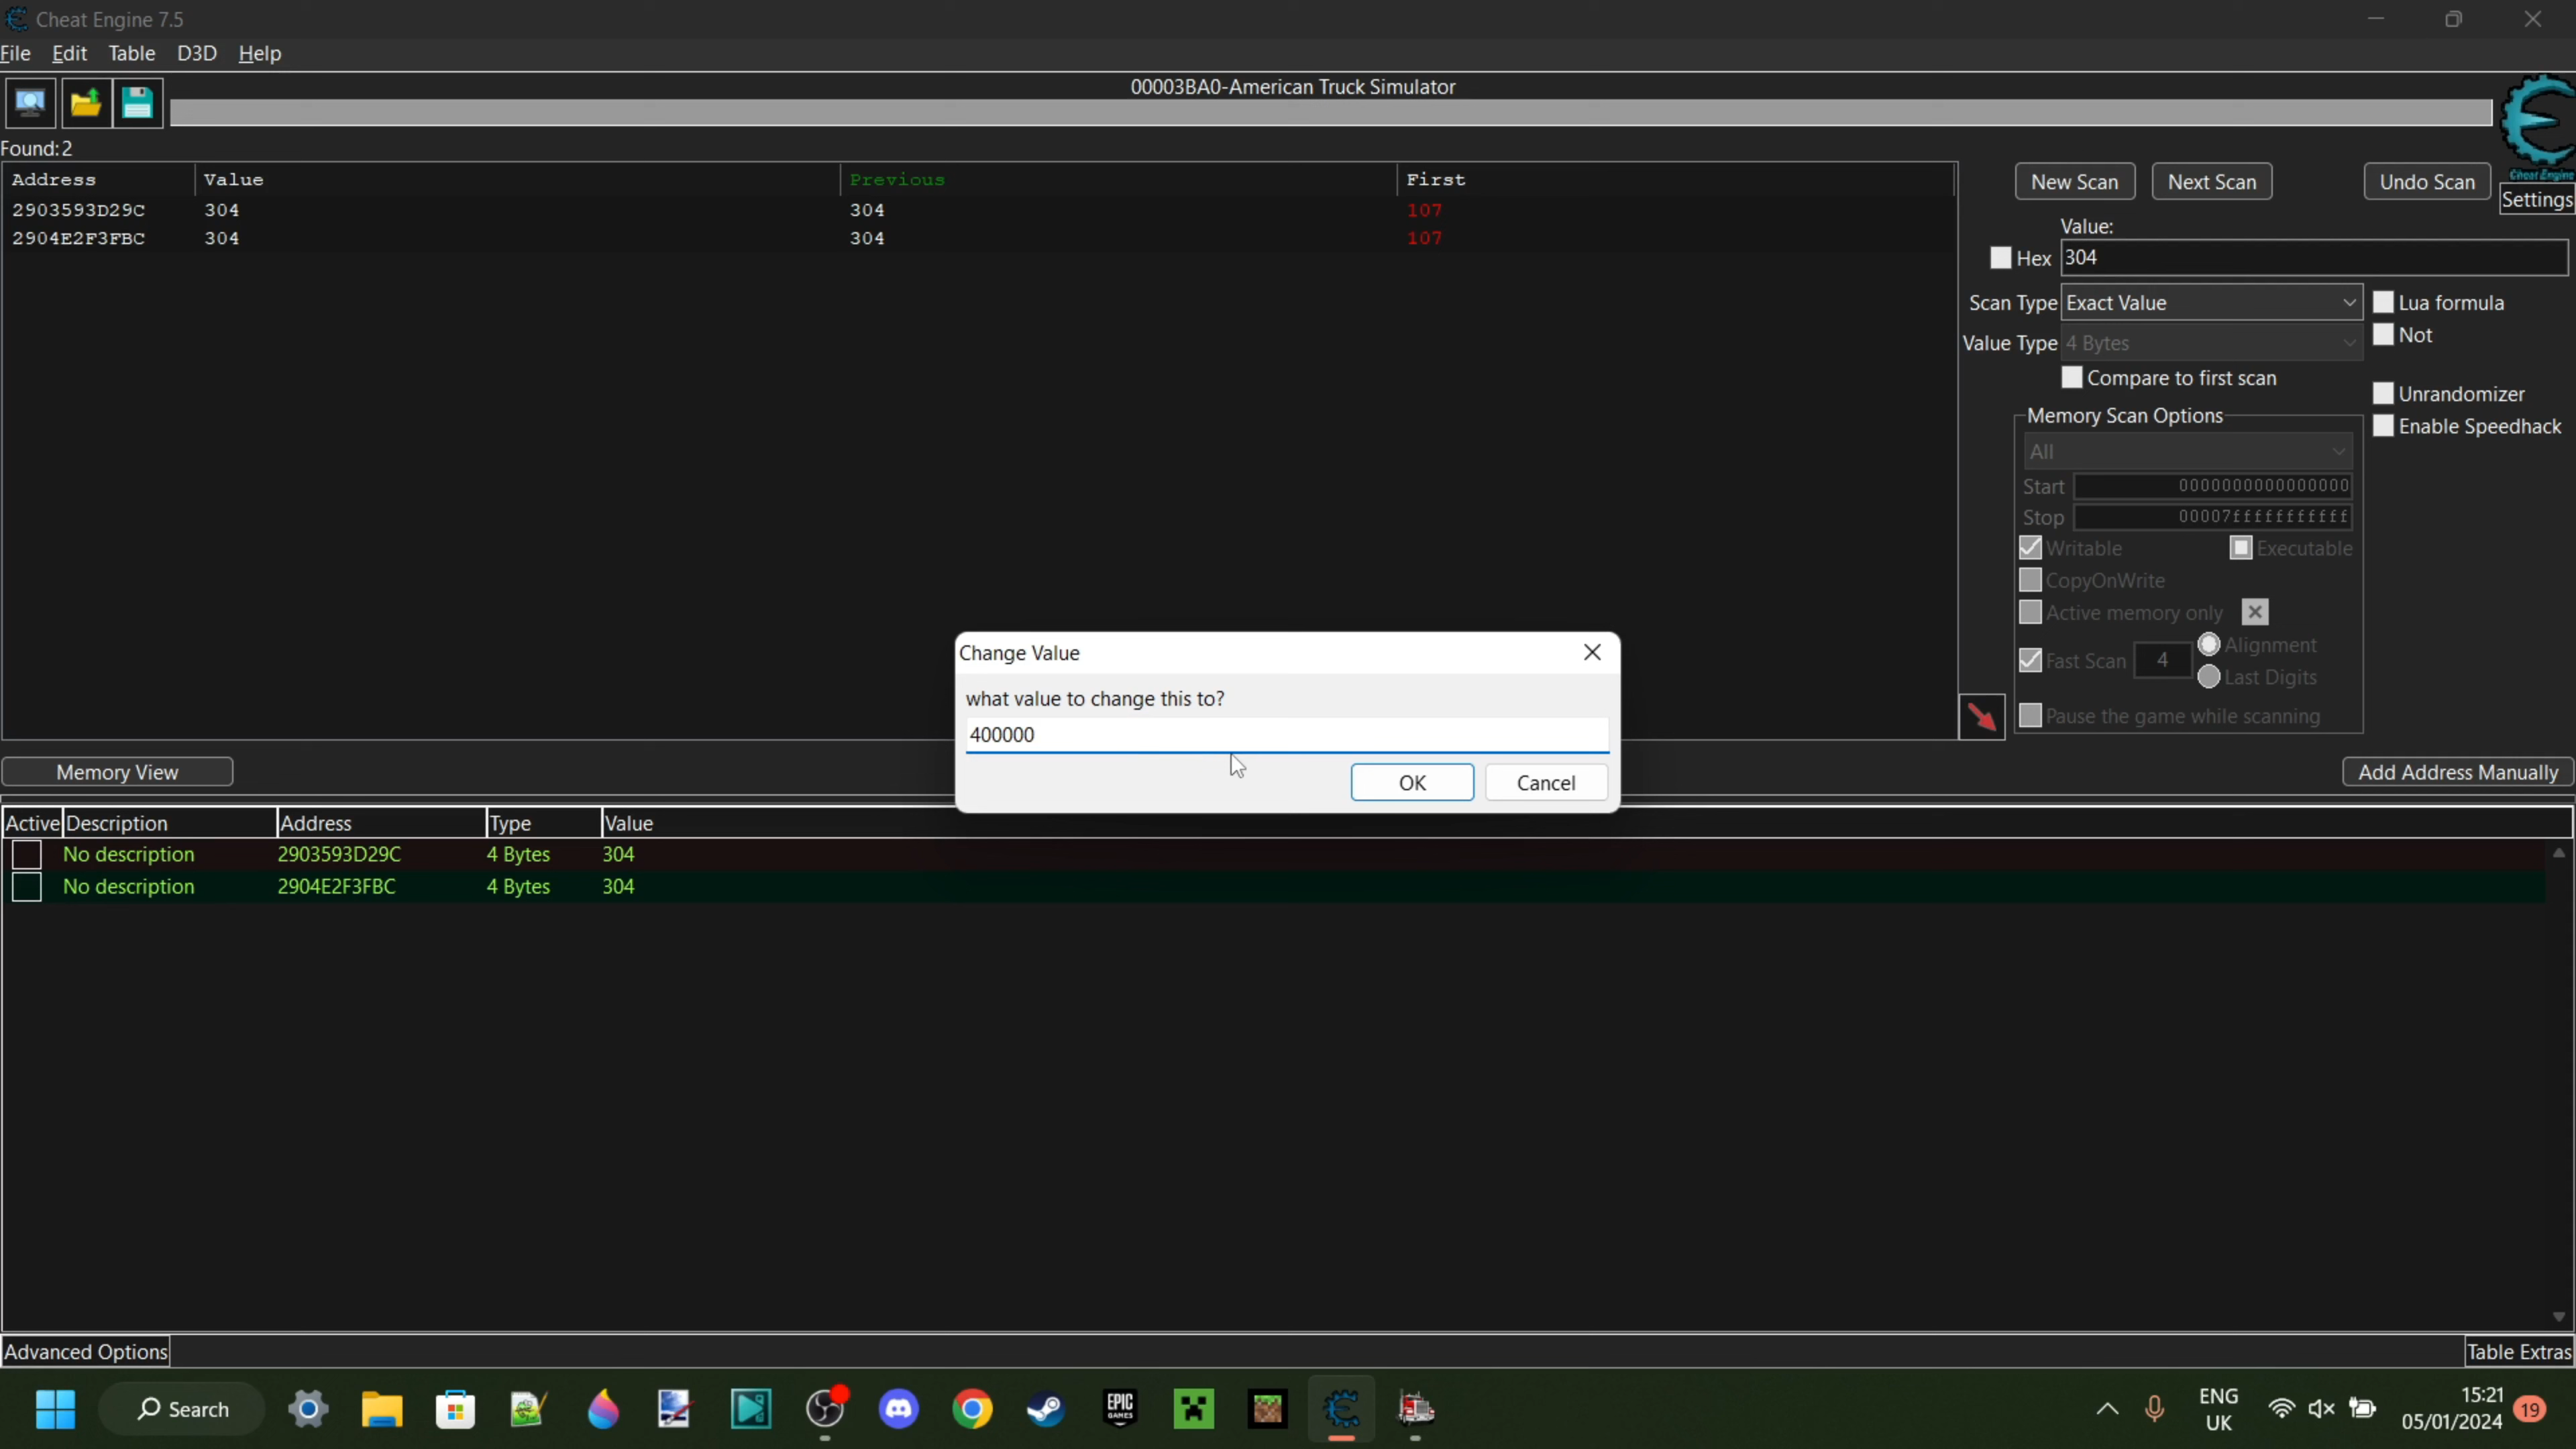 Cheat Engine 7.5
File Edit Table D3D Help
00003BA0-American Truck Simulator
Found:2
Address Value Previous First
2903593D29C 304 304 107
2904E2F3FBC 304 304 107
New Scan Next Scan Undo Scan
Cheat Engine
Settings
Value:
Hex 304
Scan Type Exact Value
Lua formula
Value Type 4 Bytes
Not
Compare to first scan
Unrandomizer
Memory Scan Options
Enable Speedhack
All
Start 0000000000000000
Stop 00007fffffffffff
Writable Executable
CopyOnWrite
Active memory only
Fast Scan 4 Alignment
Last Digits
Pause the game while scanning
Change Value
what value to change this to?
400000
OK Cancel
Memory View
Add Address Manually
Active Description Address Type Value
No description 2903593D29C 4 Bytes 304
No description 2904E2F3FBC 4 Bytes 304
Advanced Options
Table Extras
Search
EPIC
GAMES
ENG
UK
15:21
05/01/2024
19